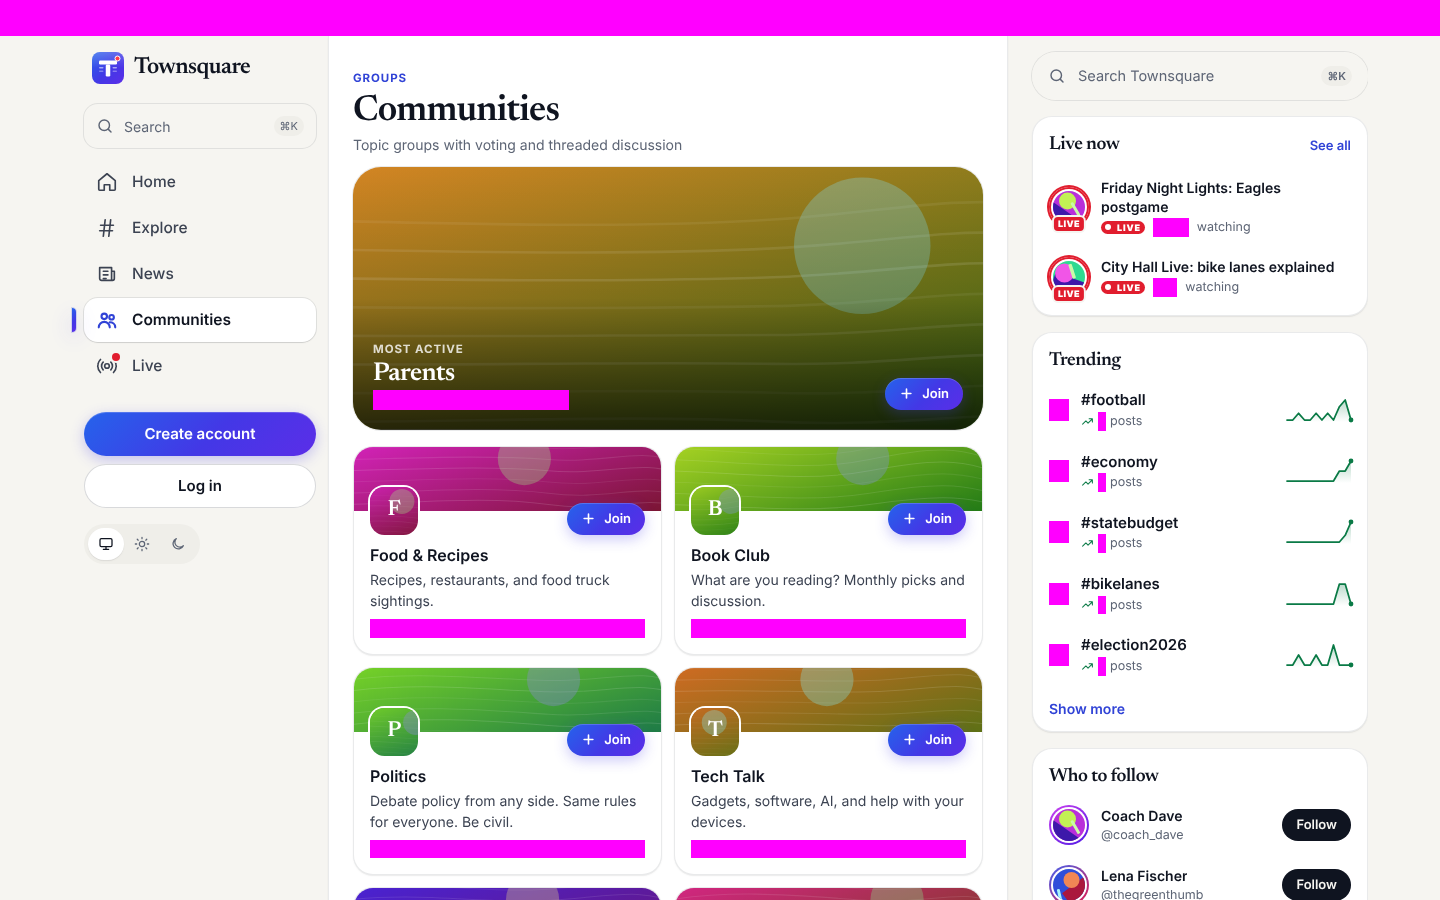 Townsquare
Search
⌘K
Home
Explore
News
Communities
Live
Create account
Log in
GROUPS
Communities
Topic groups with voting and threaded discussion
MOST ACTIVE
Parents
Join
F
Join
Food & Recipes
Recipes, restaurants, and food truck
sightings.
B
Join
Book Club
What are you reading? Monthly picks and
discussion.
P
Join
Politics
Debate policy from any side. Same rules
for everyone. Be civil.
T
Join
Tech Talk
Gadgets, software, AI, and help with your
devices.
Search Townsquare
⌘K
Live now
See all
Friday Night Lights: Eagles
postgame
LIVE
LIVE
watching
City Hall Live: bike lanes explained
LIVE
LIVE
watching
Trending
#football
posts
#economy
posts
#statebudget
posts
#bikelanes
posts
#election2026
posts
Show more
Who to follow
Coach Dave
@coach_dave
Follow
Lena Fischer
@thegreenthumb
Follow